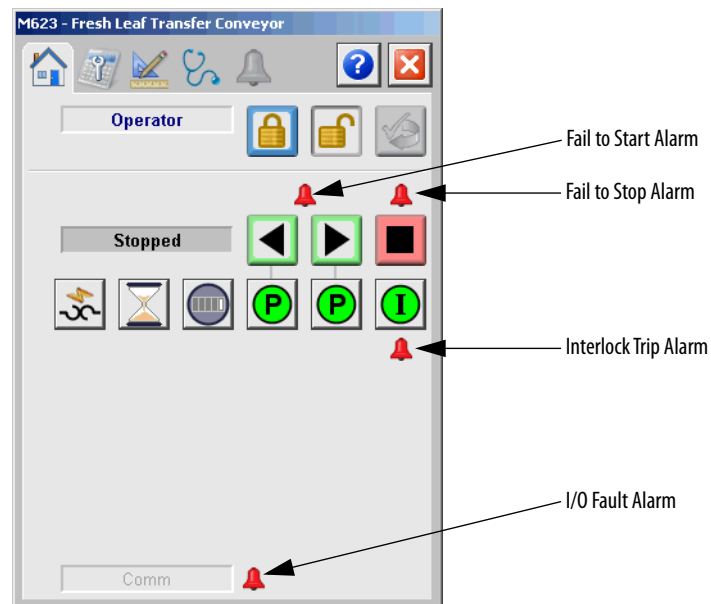 M623 - Fresh Leaf Transfer Conveyor
?
Operator
Fail to Start Alarm
Fail to Stop Alarm
Stopped
P P I
Interlock Trip Alarm
I/O Fault Alarm
Comm